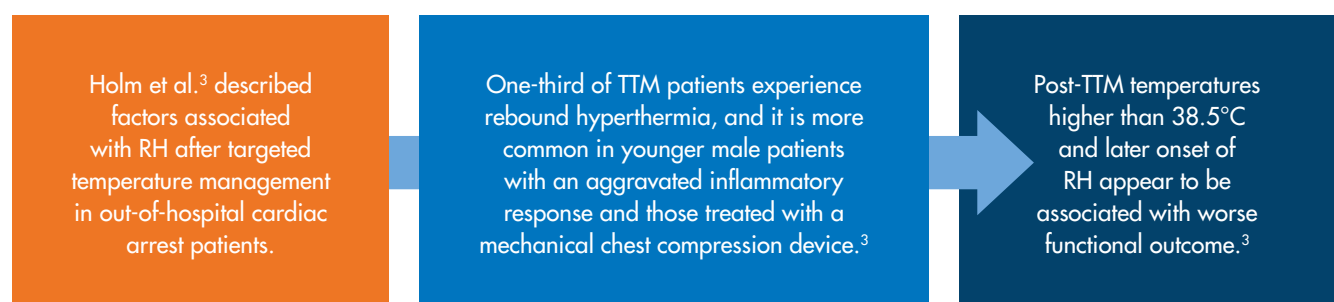 Holm et al.³ described
factors associated
with RH after targeted
temperature management
in out-of-hospital cardiac
arrest patients.
One-third of TTM patients experience
rebound hyperthermia, and it is more
common in younger male patients
with an aggravated inflammatory
response and those treated with a
mechanical chest compression device.³
Post-TTM temperatures
higher than 38.5°C
and later onset of
RH appear to be
associated with worse
functional outcome.³